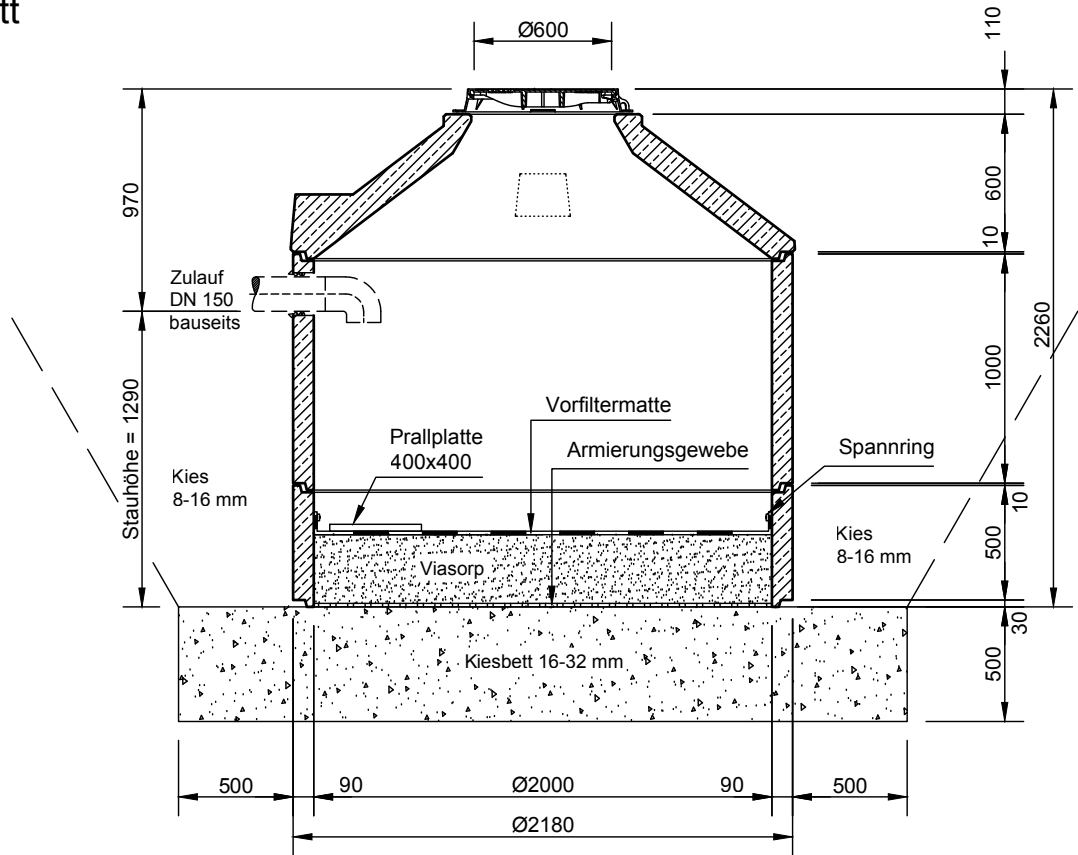 tt
Ø600
110
970
600
10
Zulauf
DN 150
bauseits
2260
1000
Stauhöhe = 1290
Vorfiltermatte
Prallplatte
400x400
Armierungsgewebe
Spannring
Kies
8-16 mm
10
500
Kies
8-16 mm
Viasorp
30
Kiesbett 16-32 mm
500
500
90
Ø2000
90
500
Ø2180